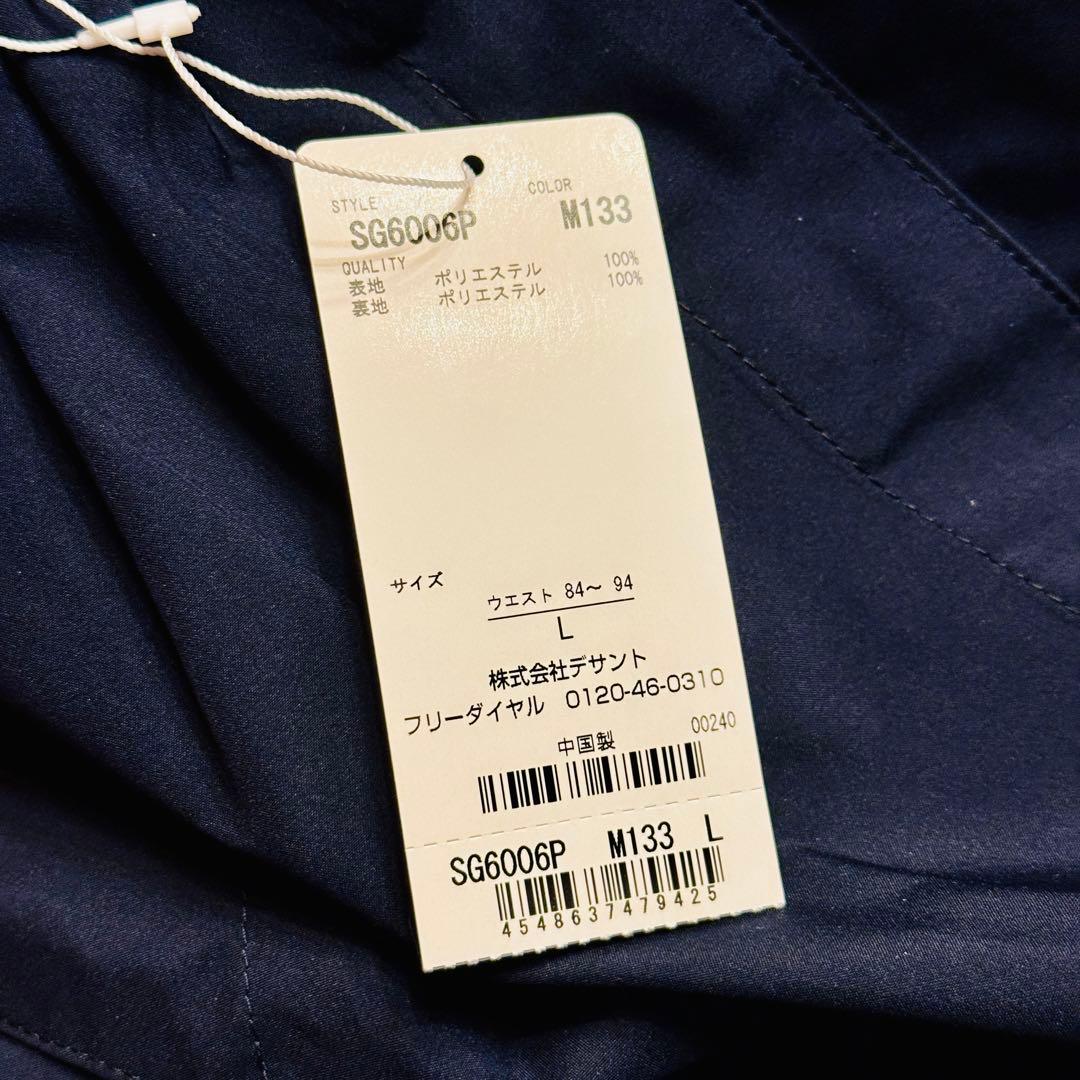 STYLE COLOR
SG6006P M133
QUALITY
表地 ポリエステル 100%
裏地 ポリエステル 100%
サイズ
ウエスト 84〜 94
L
株式会社デサント
フリーダイヤル 0120-46-0310
中国製 00240
SG6006P M133 L
4548637479425